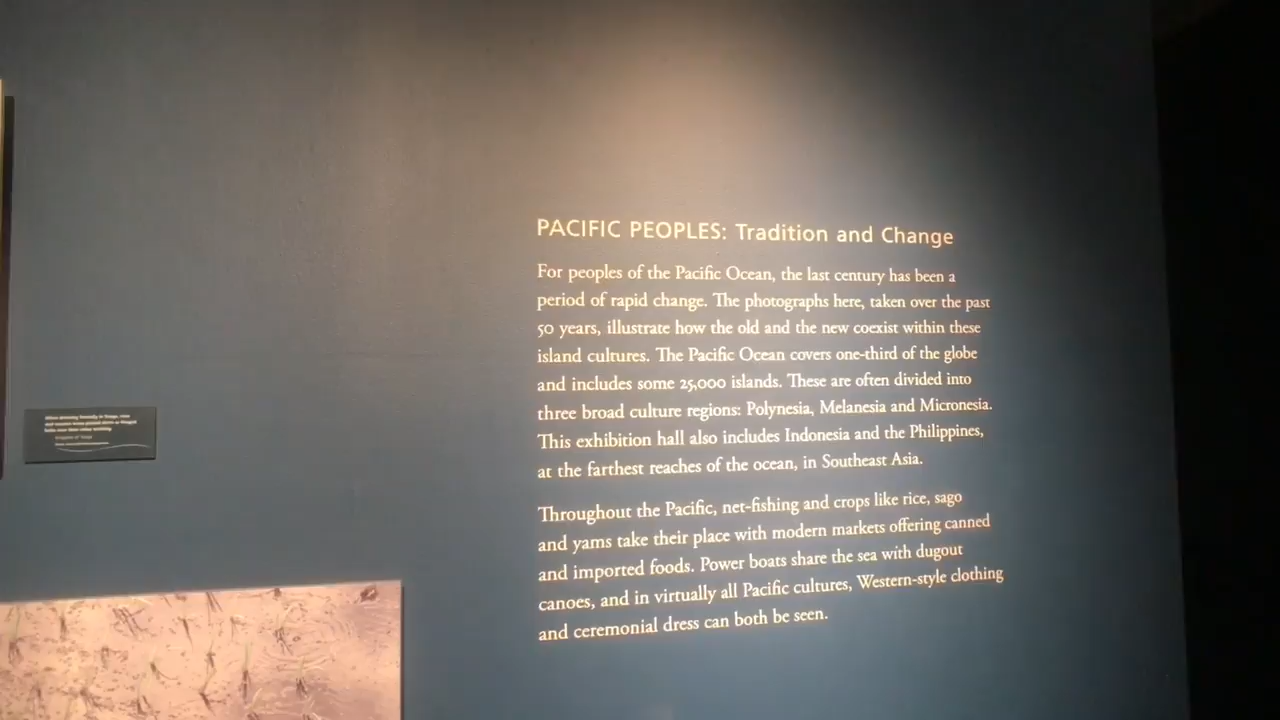 PACIFIC PEOPLES: Tradition and Change
For peoples of the Pacific Ocean, the last century has been a
period of rapid change. The photographs here, taken over the past
50 years, illustrate how the old and the new coexist within these
island cultures. The Pacific Ocean covers one-third of the globe
and includes some 25,000 islands. These are often divided into
three broad culture regions: Polynesia, Melanesia and Micronesia.
This exhibition hall also includes Indonesia and the Philippines,
at the farthest reaches of the ocean, in Southeast Asia.
Throughout the Pacific, net-fishing and crops like rice, sago
and yams take their place with modern markets offering canned
and imported foods. Power boats share the sea with dugout
canoes, and in virtually all Pacific cultures, Western-style clothing
and ceremonial dress can both be seen.